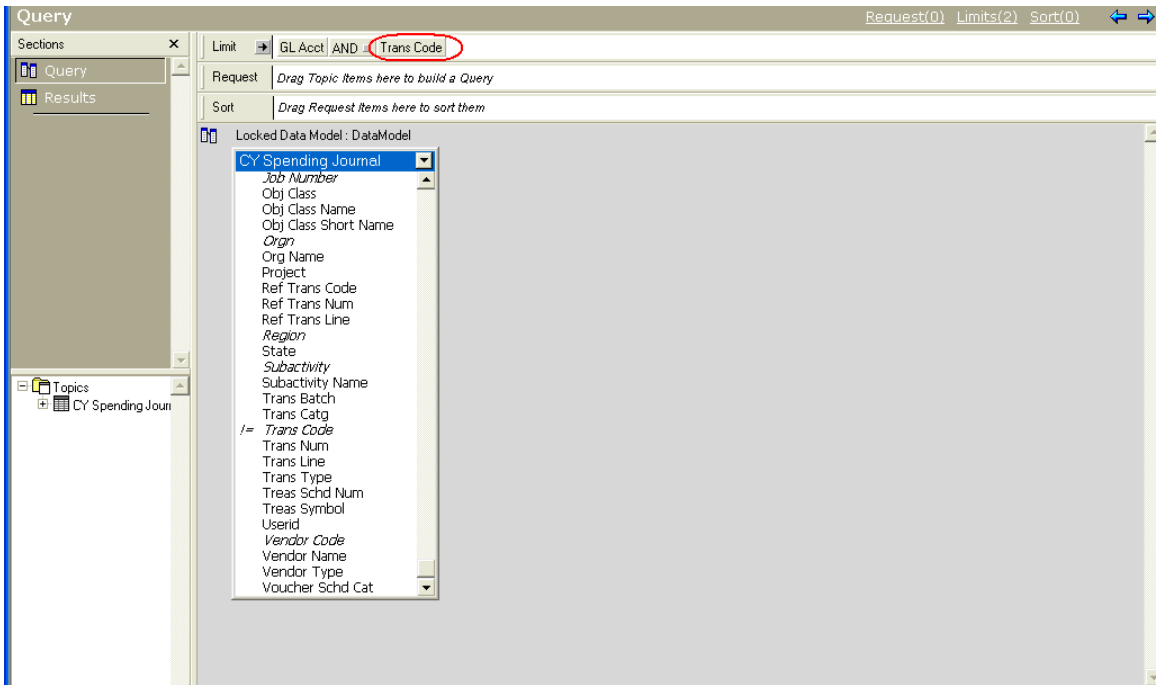 Query Request(0) Limits(2) Sort(0)
Sections x
Query
Results
Limit GL Acct AND Trans Code
Request Drag Topic Items here to build a Query
Sort Drag Request Items here to sort them
Locked Data Model : DataModel
CY Spending Journal
Job Number
Obj Class
Obj Class Name
Obj Class Short Name
Orgn
Org Name
Project
Ref Trans Code
Ref Trans Num
Ref Trans Line
Region
State
Subactivity
Subactivity Name
Trans Batch
Trans Catg
!= Trans Code
Trans Num
Trans Line
Trans Type
Treas Schd Num
Treas Symbol
Userid
Vendor Code
Vendor Name
Vendor Type
Voucher Schd Cat
Topics
CY Spending Journ